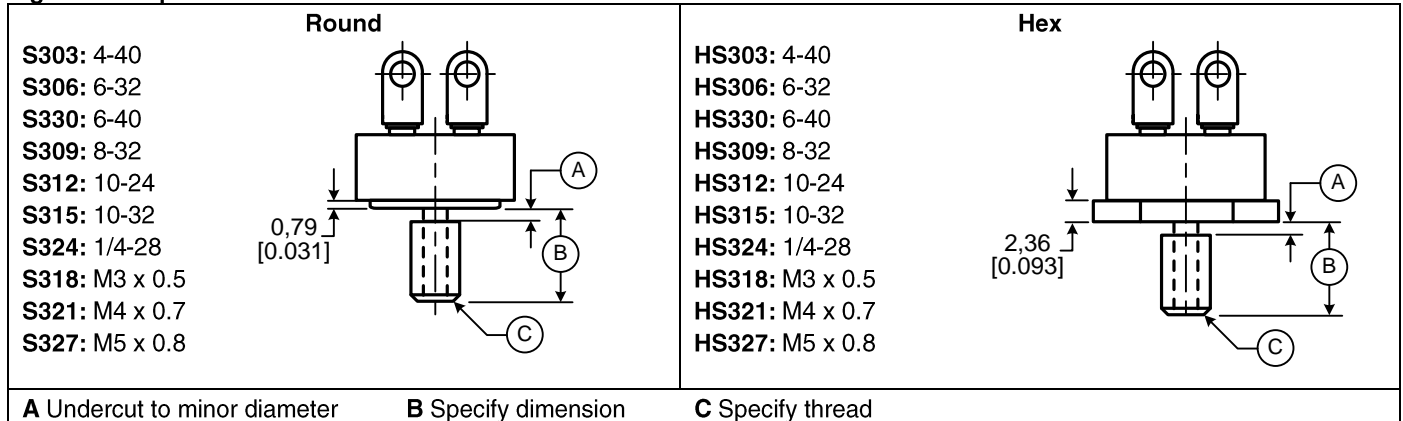 Round
S303: 4-40
S306: 6-32
S330: 6-40
S309: 8-32
S312: 10-24
S315: 10-32
S324: 1/4-28
S318: M3 x 0.5
S321: M4 x 0.7
S327: M5 x 0.8
A
0,79
[0.031]
B
C
Hex
HS303: 4-40
HS306: 6-32
HS330: 6-40
HS309: 8-32
HS312: 10-24
HS315: 10-32
HS324: 1/4-28
HS318: M3 x 0.5
HS321: M4 x 0.7
HS327: M5 x 0.8
A
2,36
[0.093]
B
C
A Undercut to minor diameter B Specify dimension C Specify thread